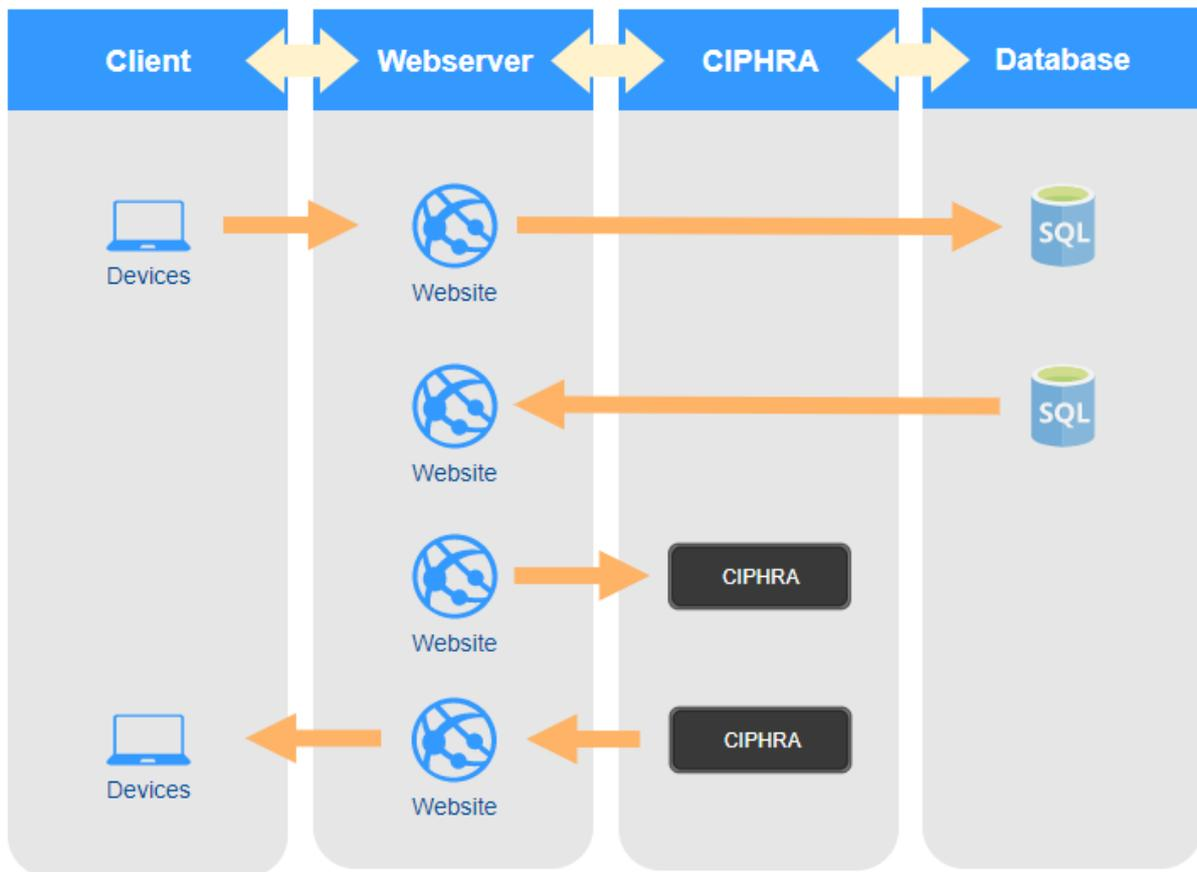 Client
Webserver
CIPHRA
Database
Devices
Website
SQL
Website
SQL
Website
CIPHRA
Devices
Website
CIPHRA